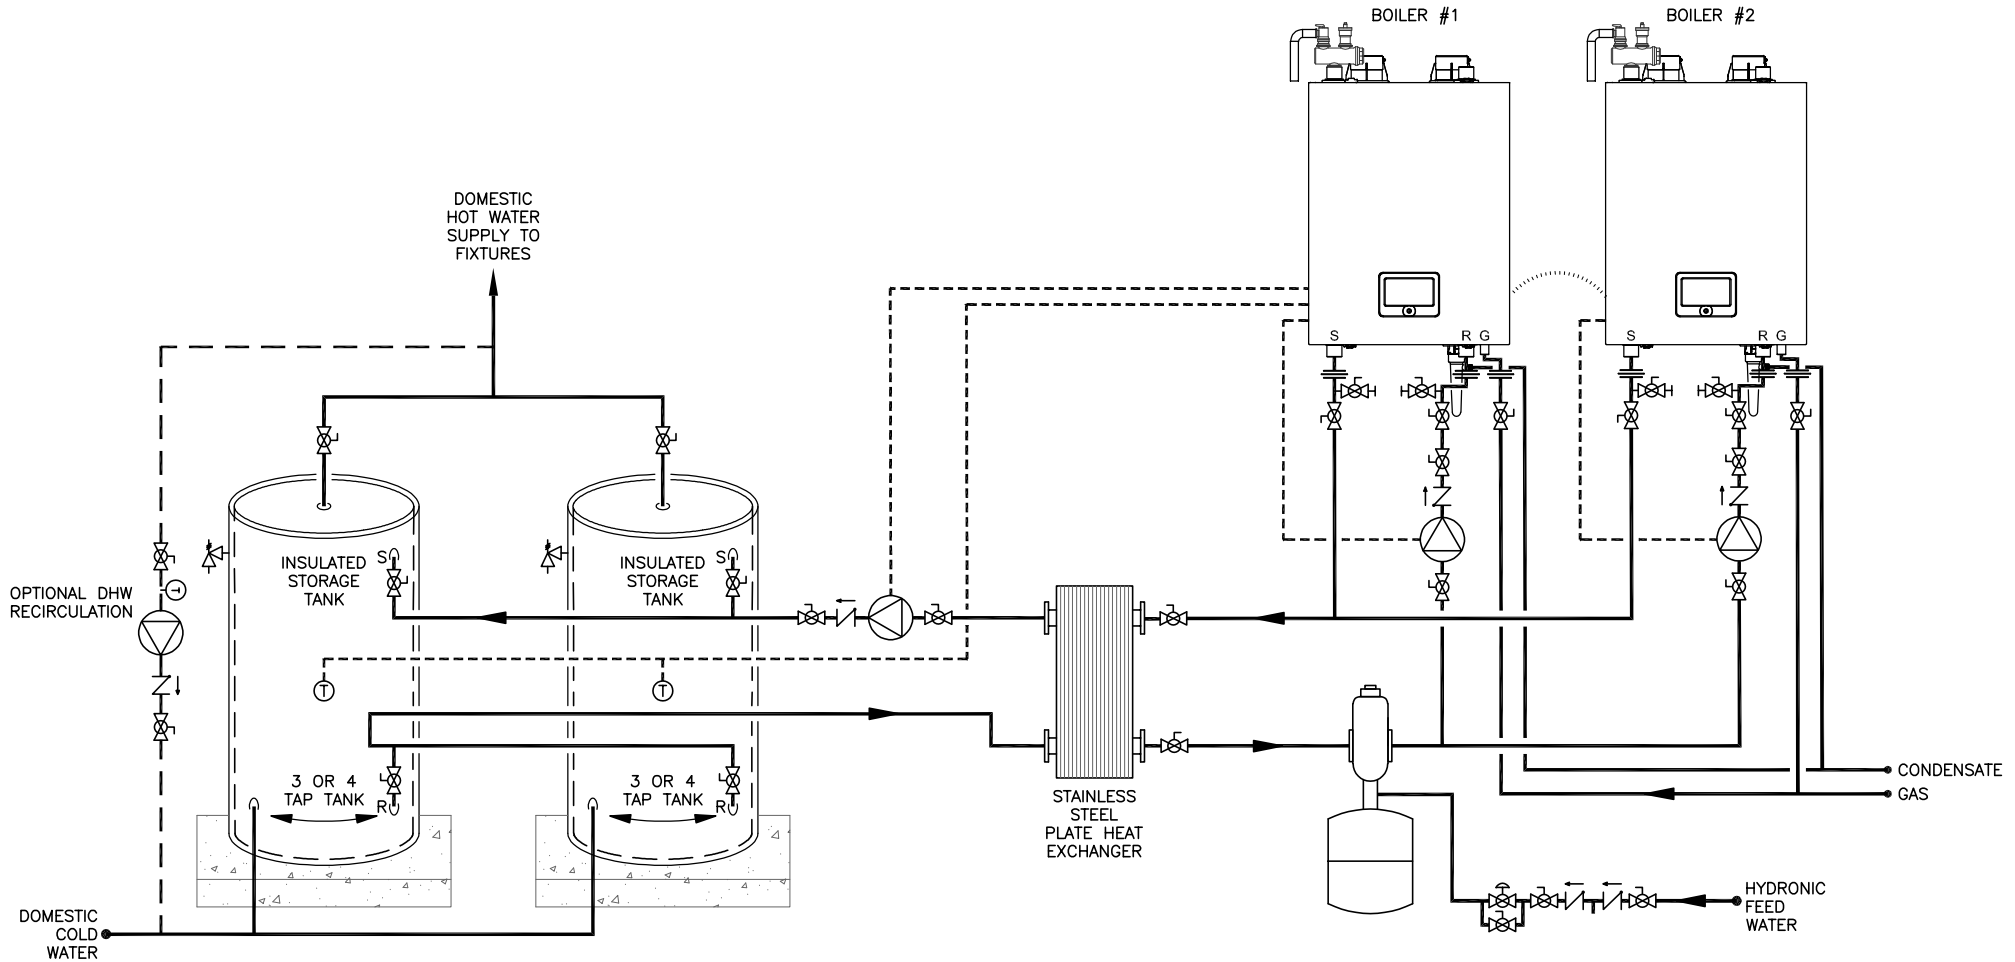 BOILER #1
BOILER #2
DOMESTIC
HOT WATER
SUPPLY TO
FIXTURES
S
R G
S
R G
INSULATED
STORAGE
TANK
S
INSULATED
STORAGE
TANK
S
OPTIONAL DHW
RECIRCULATION
T
T
T
3 OR 4
TAP TANK
R
3 OR 4
TAP TANK
R
STAINLESS
STEEL
PLATE HEAT
EXCHANGER
CONDENSATE
GAS
HYDRONIC
FEED
WATER
DOMESTIC
COLD
WATER